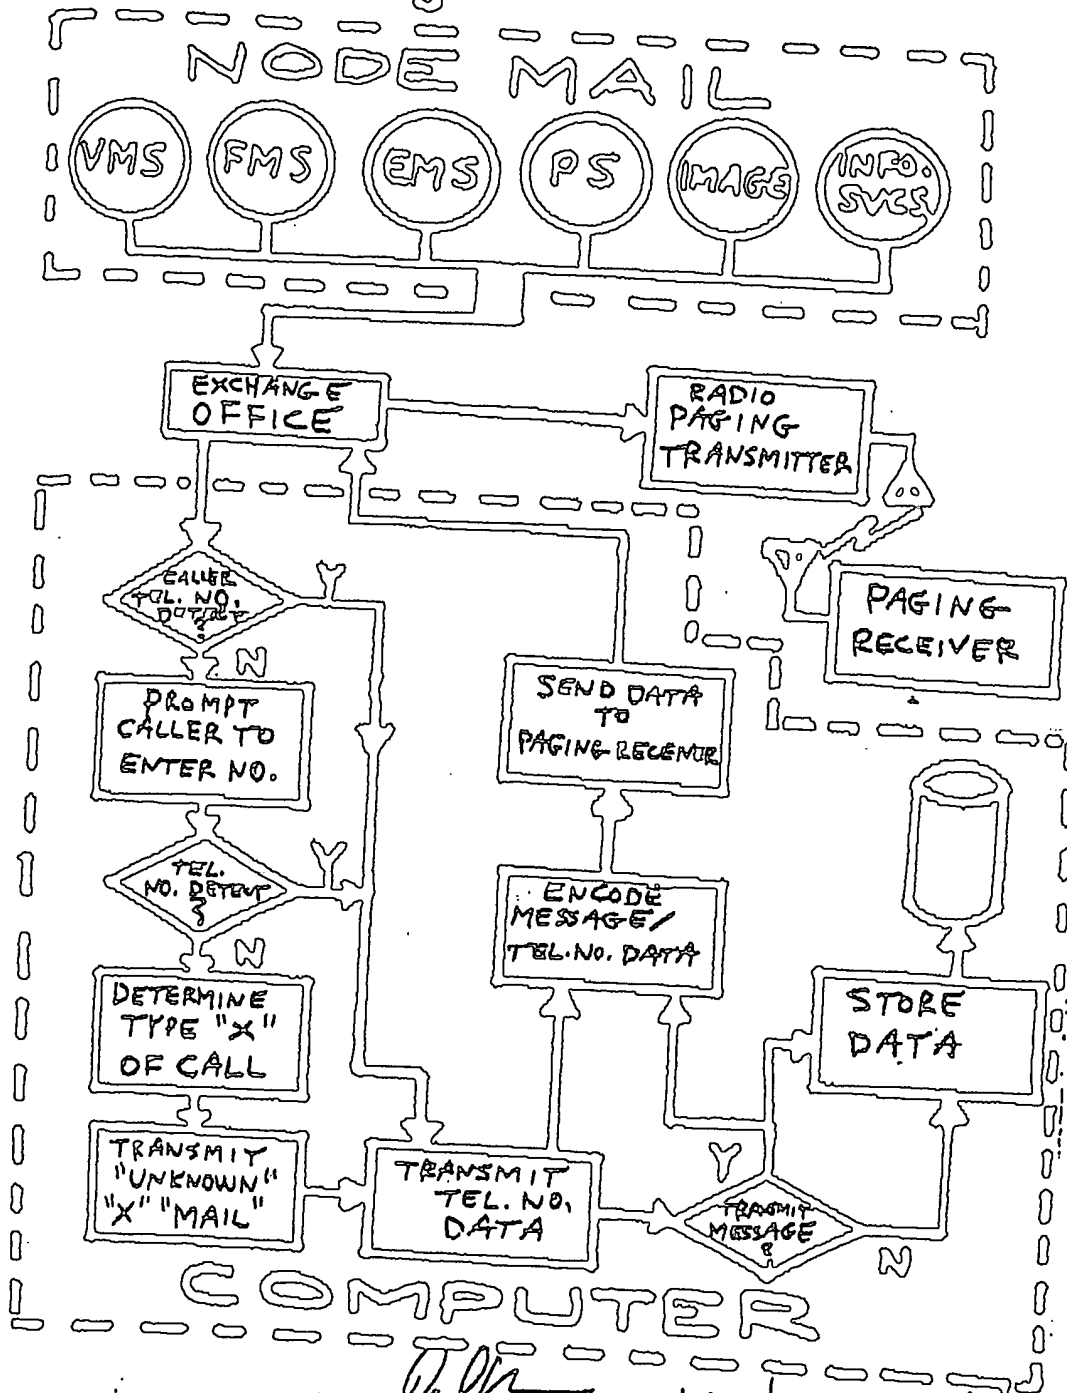 NODE MAIL
VMS
FMS
EMS
PS
IMAGE
INFO.
SVCS
EXCHANGE
OFFICE
RADIO
PAGING
TRANSMITTER
PAGING
RECEIVER
CALLER
TEL. NO.
DETECT
?
Y
N
PROMPT
CALLER TO
ENTER NO.
TEL.
NO. DETECT
?
Y
N
DETERMINE
TYPE "X"
OF CALL
TRANSMIT
"UNKNOWN"
"X" "MAIL"
TRANSMIT
TEL. NO.
DATA
SEND DATA
TO
PAGING RECEIVER
ENCODE
MESSAGE/
TEL. NO. DATA
STORE
DATA
TRANSMIT
MESSAGE
?
Y
N
COMPUTER